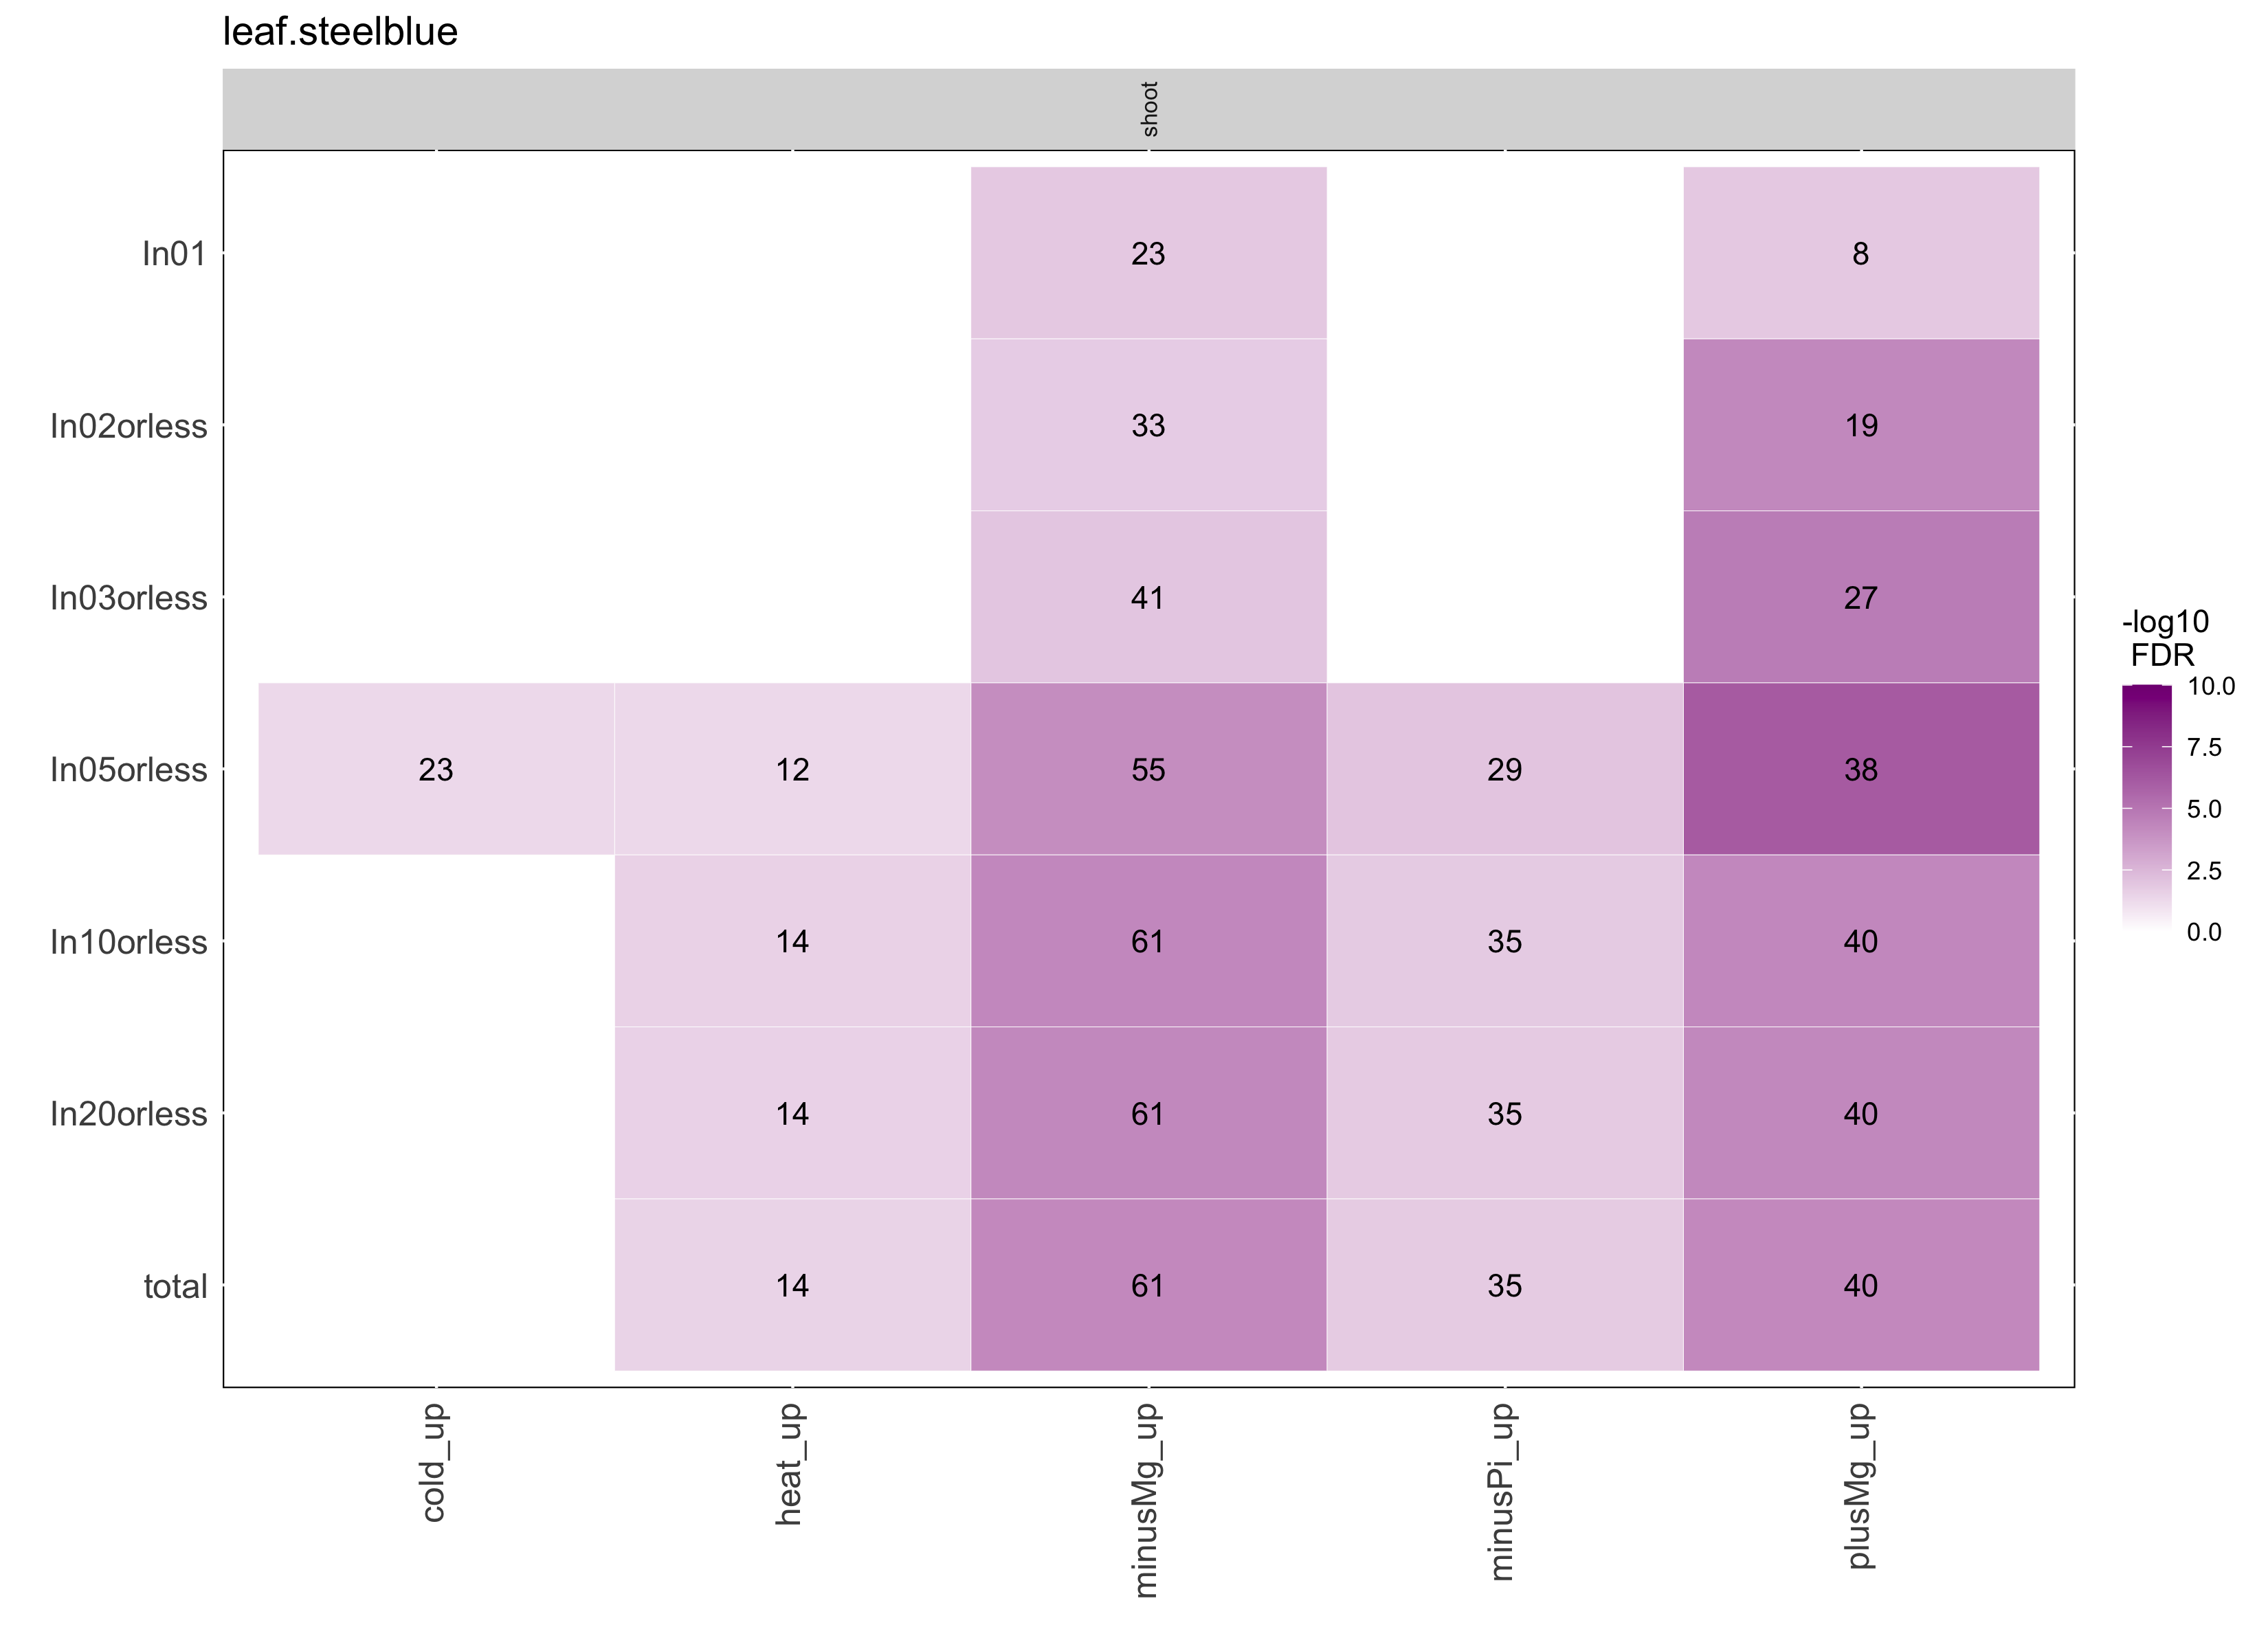 leaf.steelblue
shoot
In01 23 8
In02orless 33 19
In03orless 41 27
In05orless 23 12 55 29 38
In10orless 14 61 35 40
In20orless 14 61 35 40
total 14 61 35 40
cold_up heat_up minusMg_up minusPi_up plusMg_up
-log10
FDR
10.0
7.5
5.0
2.5
0.0